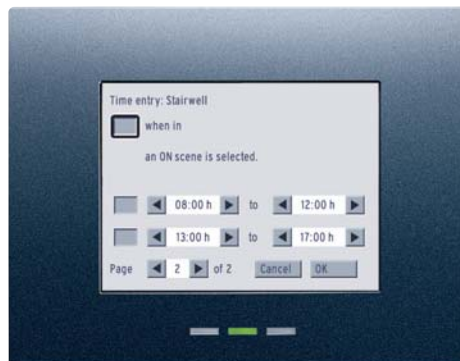 Time entry: Stairwell
when in
an ON scene is selected.
08:00 h to 12:00 h
13:00 h to 17:00 h
Page 2 of 2 Cancel OK